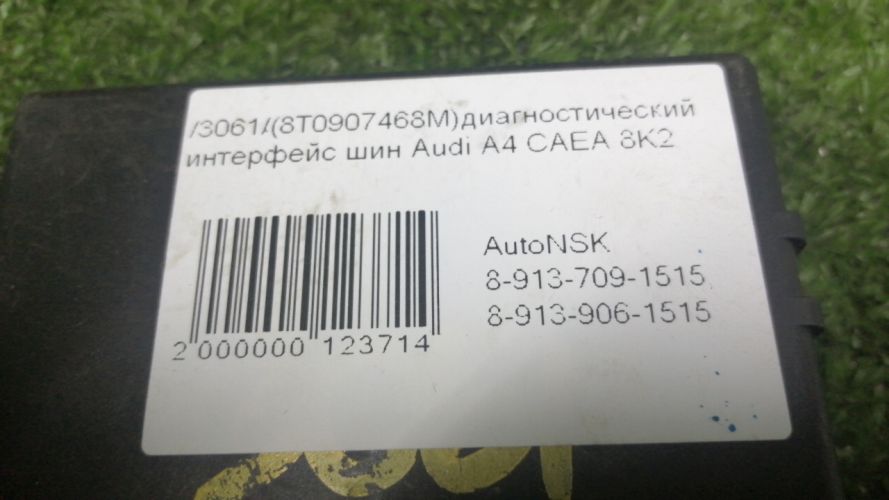 /3061/(8T0907468M)диагностический
интерфейс шин Audi A4 CAEA 8K2
AutoNSK
8-913-709-1515
8-913-906-1515
2 000000 123714